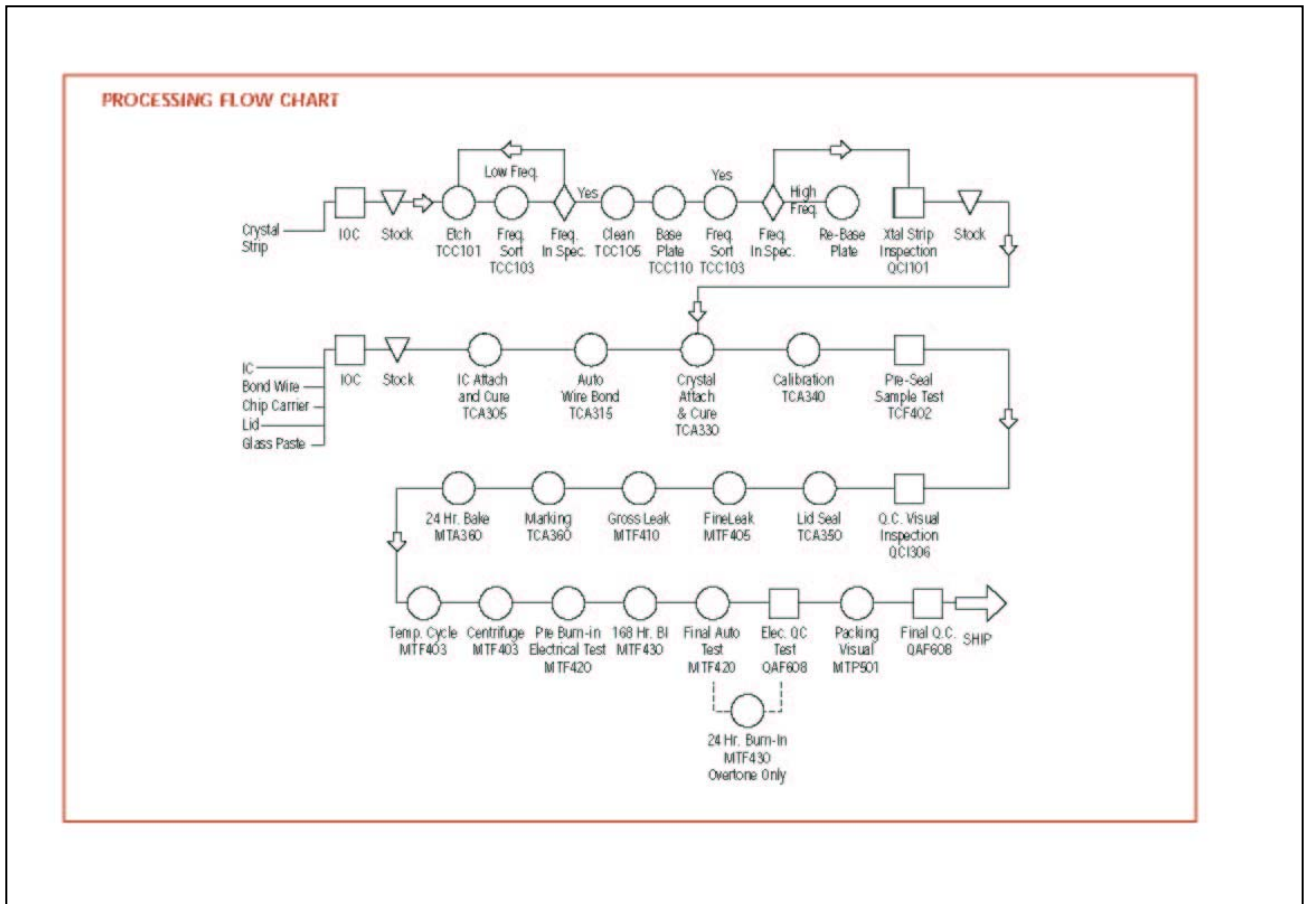 PROCESSING FLOW CHART
Low Freq.
Yes
Yes
High
Freq.
Crystal
Strip
IOC
Stock
Etch
TCC101
Freq.
Sort
TCC103
Freq.
In Spec.
Clean
TCC105
Base
Plate
TCC110
Freq.
Sort
TCC103
Freq.
In Spec.
Re-Base
Plate
Xtal Strip
Inspection
QCI101
Stock
IC
Bond Wire
Chip Carrier
Lid
Glass Paste
IOC
Stock
IC Attach
and Cure
TCA305
Auto
Wire Bond
TCA315
Crystal
Attach
& Cure
TCA330
Calibration
TCA340
Pre-Seal
Sample Test
TCF402
24 Hr. Bake
MTA360
Marking
TCA360
Gross Leak
MTF410
FineLeak
MTF405
Lid Seal
TCA350
Q.C. Visual
Inspection
QCI306
Temp. Cycle
MTF403
Centrifuge
MTF403
Pre Burn-in
Electrical Test
MTF420
168 Hr. BI
MTF430
Final Auto
Test
MTF420
Elec. QC
Test
QAF608
Packing
Visual
MTP501
Final Q.C.
QAF608
SHIP
24 Hr. Burn-In
MTF430
Overtone Only